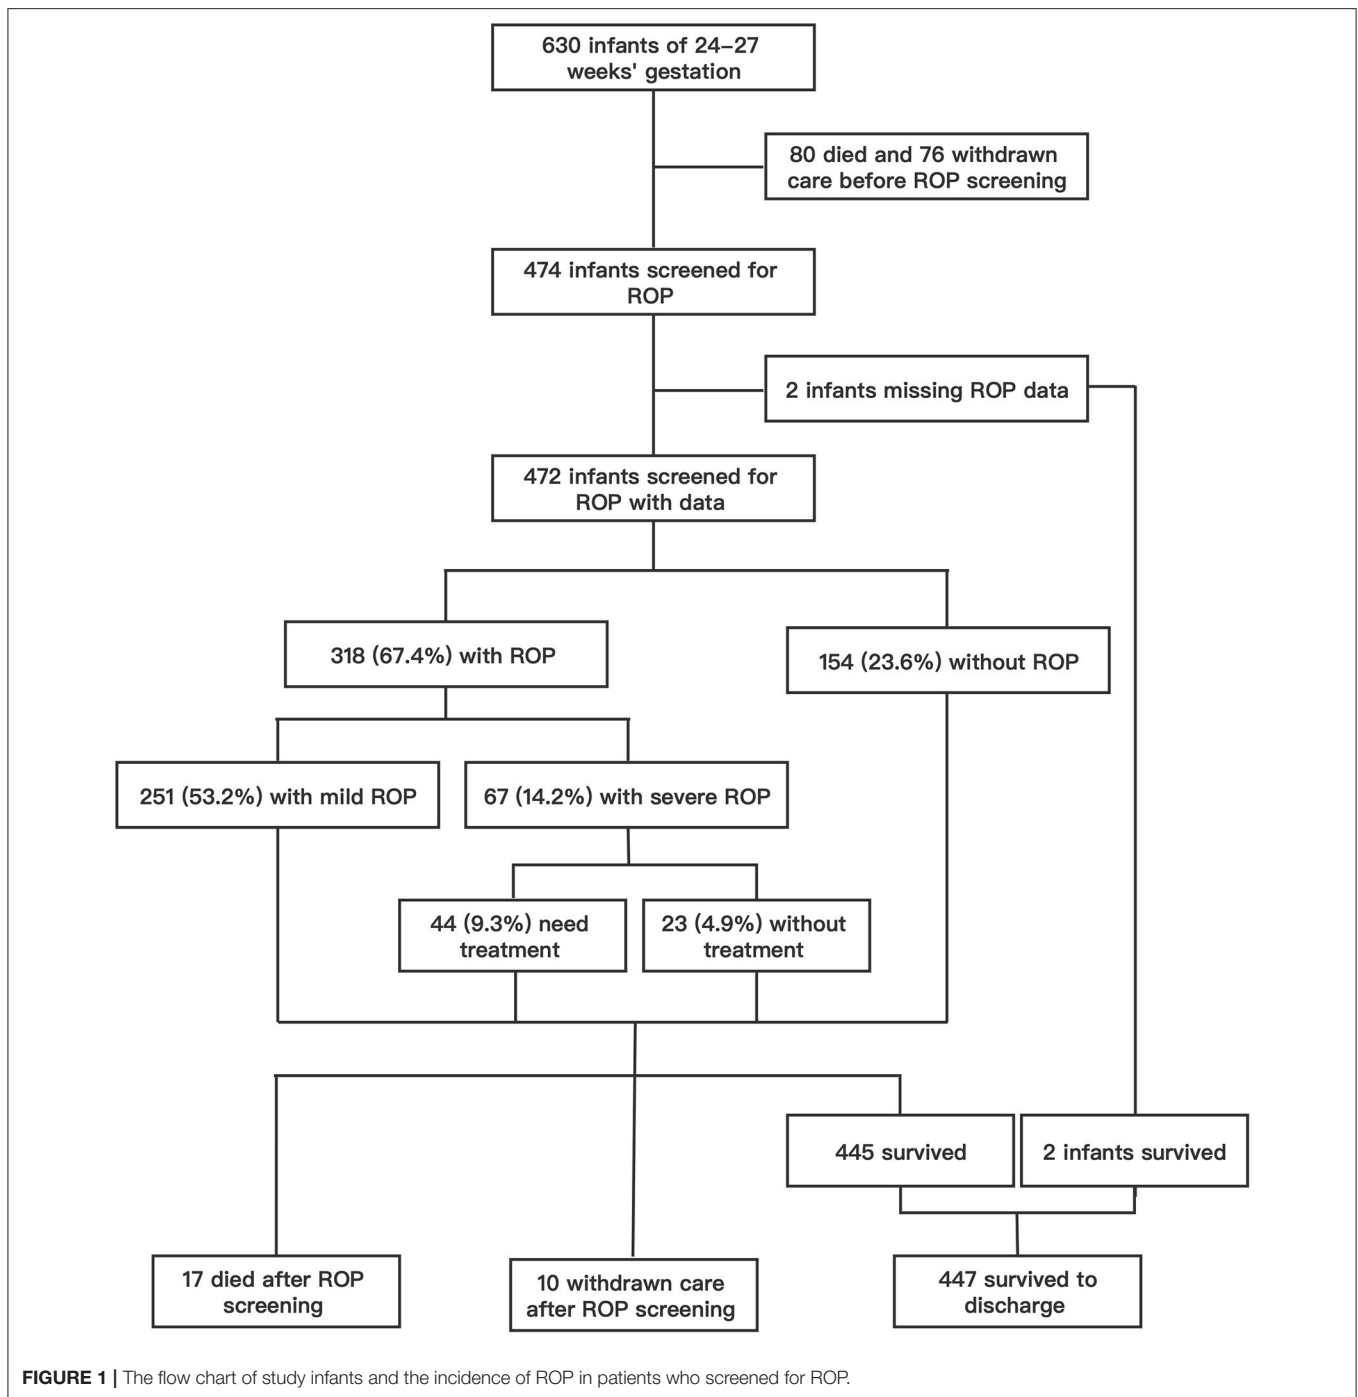 630 infants of 24–27
weeks' gestation
80 died and 76 withdrawn
care before ROP screening
474 infants screened for
ROP
2 infants missing ROP data
472 infants screened for
ROP with data
318 (67.4%) with ROP
154 (23.6%) without ROP
251 (53.2%) with mild ROP
67 (14.2%) with severe ROP
44 (9.3%) need
treatment
23 (4.9%) without
treatment
445 survived
2 infants survived
17 died after ROP
screening
10 withdrawn care
after ROP screening
447 survived to
discharge
FIGURE 1 | The flow chart of study infants and the incidence of ROP in patients who screened for ROP.